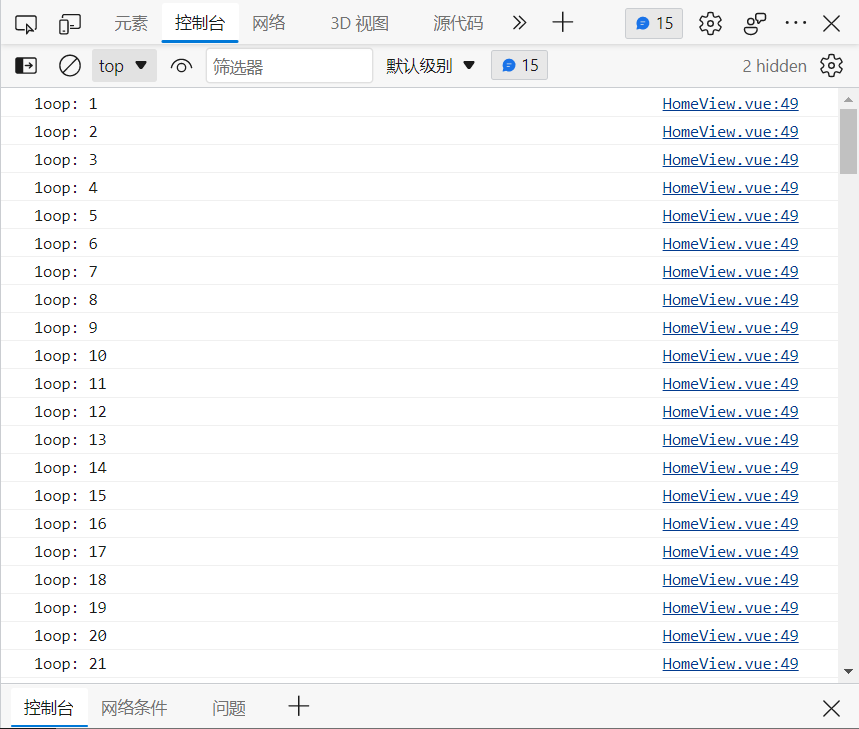 元素 控制台 网络 3D 视图 源代码 15
top 筛选器 默认级别 15 2 hidden
loop: 1 HomeView.vue:49
loop: 2 HomeView.vue:49
loop: 3 HomeView.vue:49
loop: 4 HomeView.vue:49
loop: 5 HomeView.vue:49
loop: 6 HomeView.vue:49
loop: 7 HomeView.vue:49
loop: 8 HomeView.vue:49
loop: 9 HomeView.vue:49
loop: 10 HomeView.vue:49
loop: 11 HomeView.vue:49
loop: 12 HomeView.vue:49
loop: 13 HomeView.vue:49
loop: 14 HomeView.vue:49
loop: 15 HomeView.vue:49
loop: 16 HomeView.vue:49
loop: 17 HomeView.vue:49
loop: 18 HomeView.vue:49
loop: 19 HomeView.vue:49
loop: 20 HomeView.vue:49
loop: 21 HomeView.vue:49
控制台 网络条件 问题